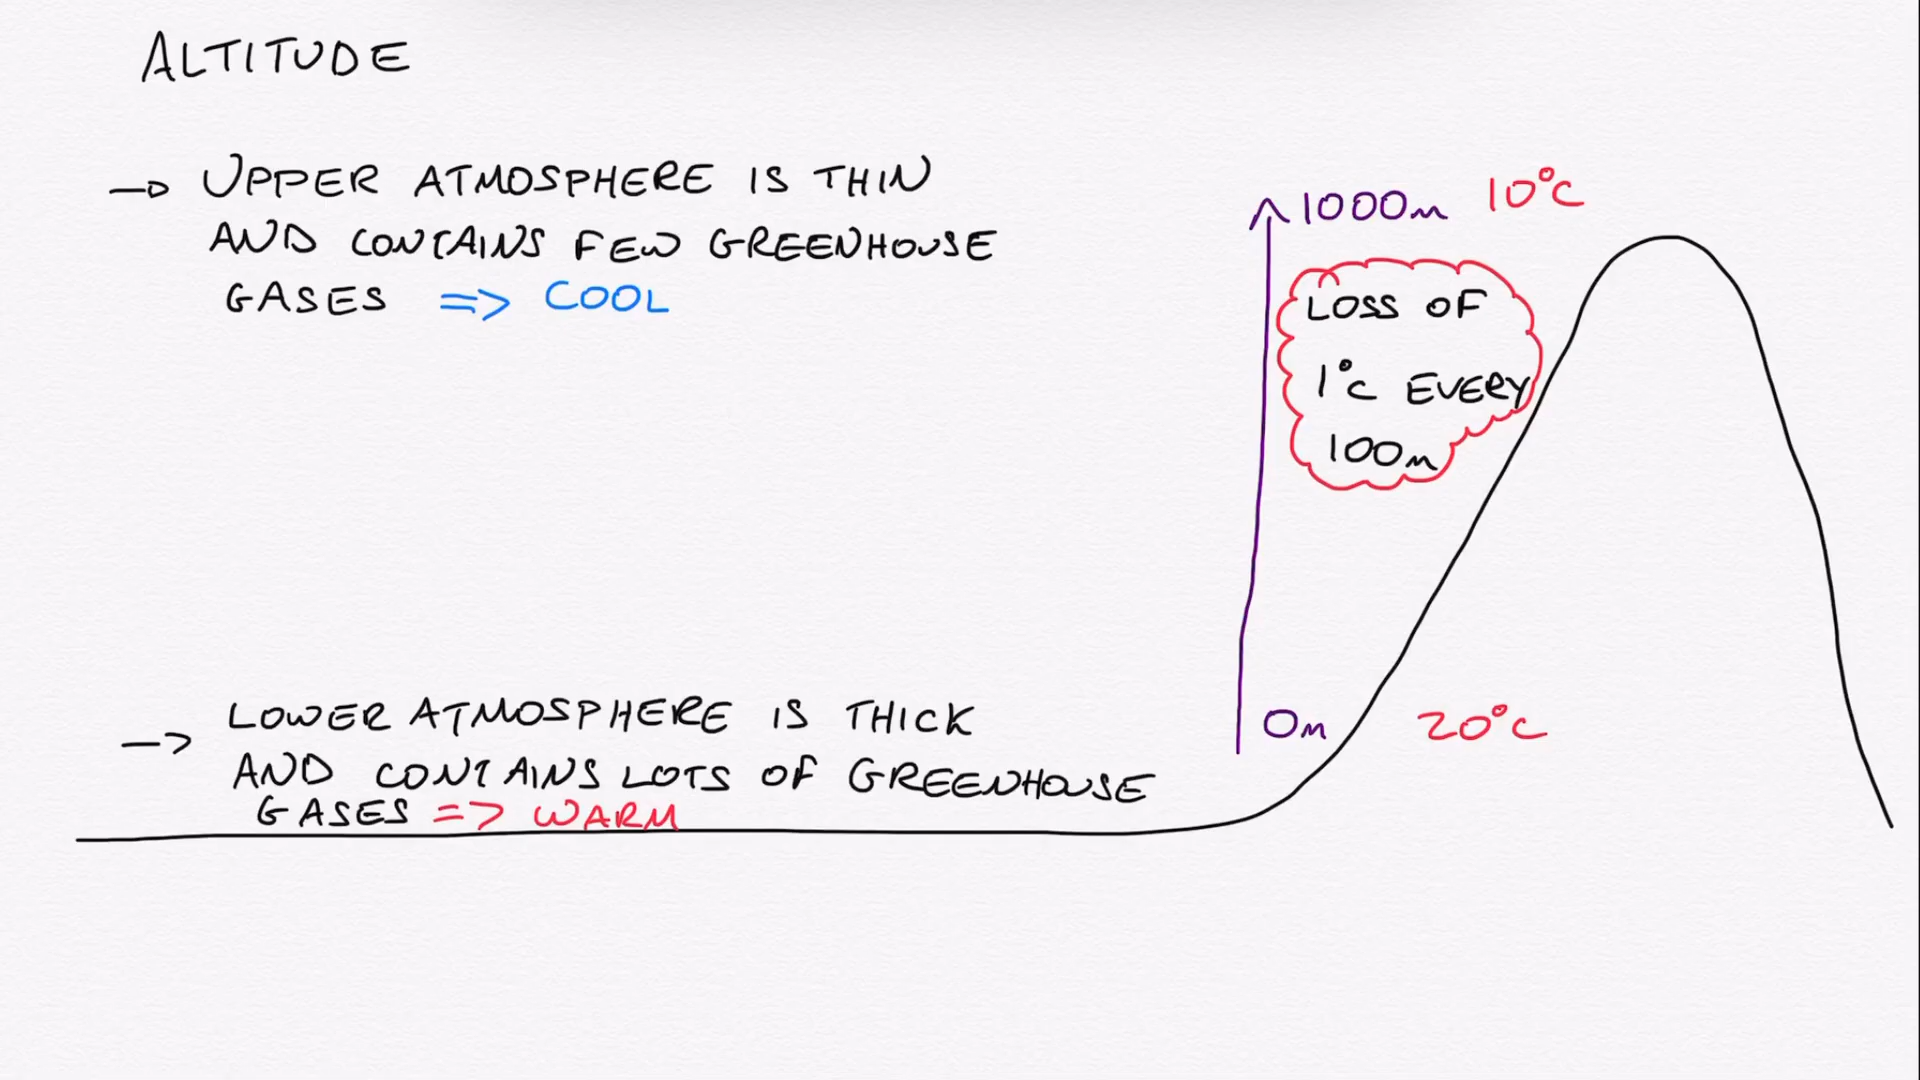 ALTITUDE
→ UPPER ATMOSPHERE IS THIN
AND CONTAINS FEW GREENHOUSE
GASES => COOL
1000m 10°C
LOSS OF
1°C EVERY
100m
0m 20°C
→ LOWER ATMOSPHERE IS THICK
AND CONTAINS LOTS OF GREENHOUSE
GASES => WARM